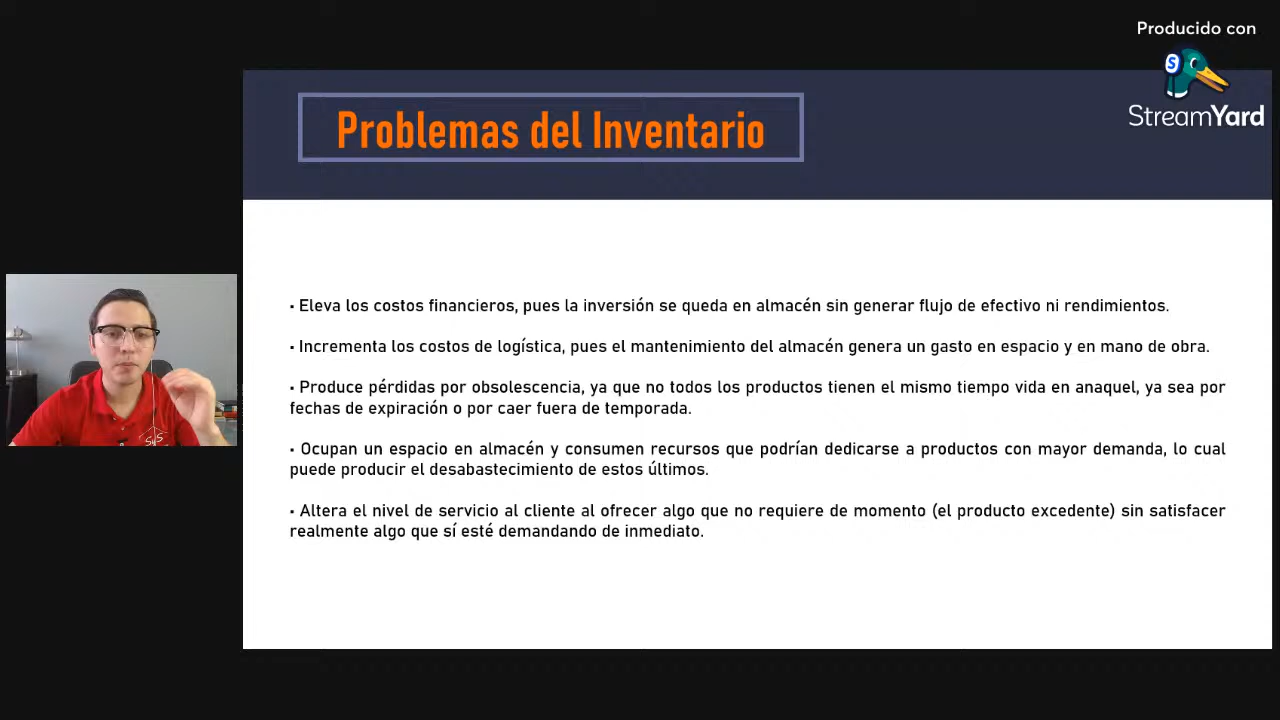 Producido con
StreamYard
Problemas del Inventario
▪ Eleva los costos financieros, pues la inversión se queda en almacén sin generar flujo de efectivo ni rendimientos.
▪ Incrementa los costos de logística, pues el mantenimiento del almacén genera un gasto en espacio y en mano de obra.
▪ Produce pérdidas por obsolescencia, ya que no todos los productos tienen el mismo tiempo vida en anaquel, ya sea por
fechas de expiración o por caer fuera de temporada.
▪ Ocupan un espacio en almacén y consumen recursos que podrían dedicarse a productos con mayor demanda, lo cual
puede producir el desabastecimiento de estos últimos.
▪ Altera el nivel de servicio al cliente al ofrecer algo que no requiere de momento (el producto excedente) sin satisfacer
realmente algo que sí esté demandando de inmediato.